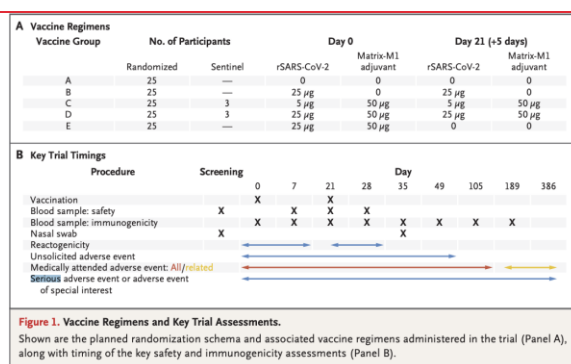 A Vaccine Regimens
Vaccine Group No. of Participants Day 0 Day 21 (+5 days)
Randomized Sentinel rSARS-CoV-2 Matrix-M1 adjuvant rSARS-CoV-2 Matrix-M1 adjuvant
A 25 — 0 0 0 0
B 25 — 25 µg 0 25 µg 0
C 25 3 5 µg 50 µg 5 µg 50 µg
D 25 3 25 µg 50 µg 25 µg 50 µg
E 25 — 25 µg 50 µg 0 0
B Key Trial Timings
Procedure Screening Day
0 7 21 28 35 49 105 189 386
Vaccination X X
Blood sample: safety X X X X
Blood sample: immunogenicity X X X X X X X X
Nasal swab X X
Reactogenicity
Unsolicited adverse event
Medically attended adverse event: All/related
Serious adverse event or adverse event
of special interest
Figure 1. Vaccine Regimens and Key Trial Assessments.
Shown are the planned randomization schema and associated vaccine regimens administered in the trial (Panel A),
along with timing of the key safety and immunogenicity assessments (Panel B).